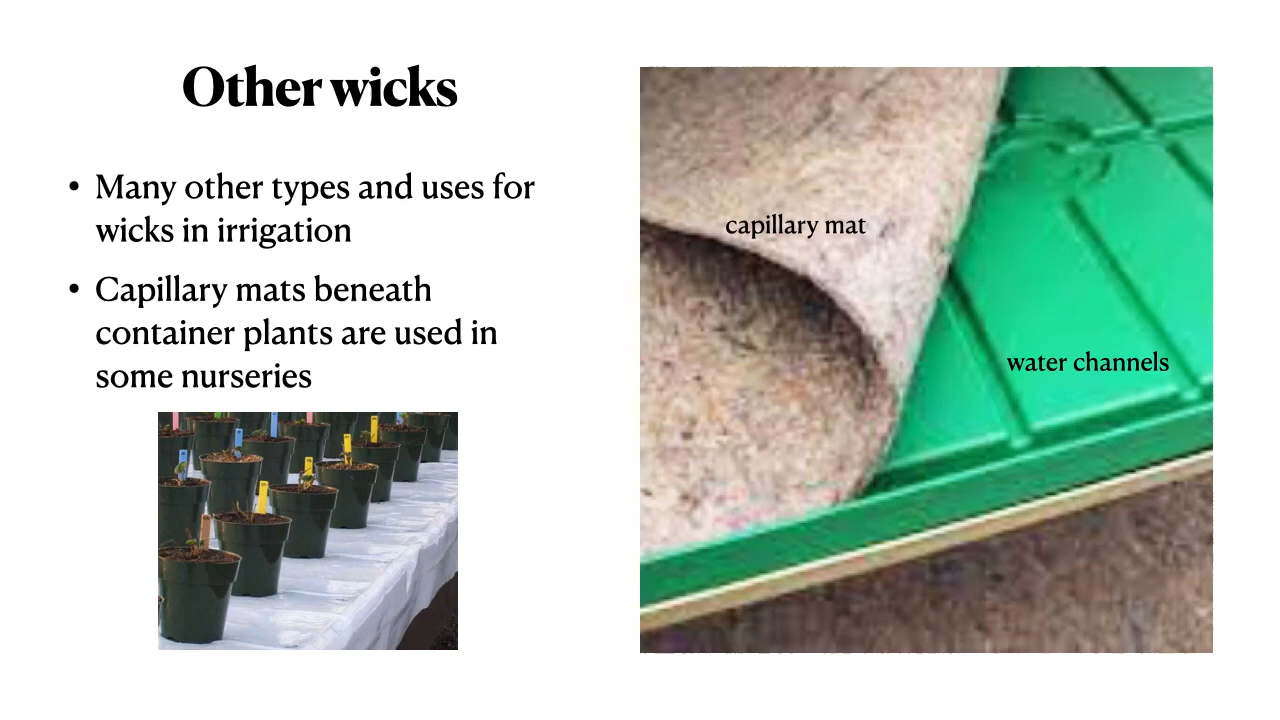 Other wicks
• Many other types and uses for
wicks in irrigation
• Capillary mats beneath
container plants are used in
some nurseries
capillary mat
water channels